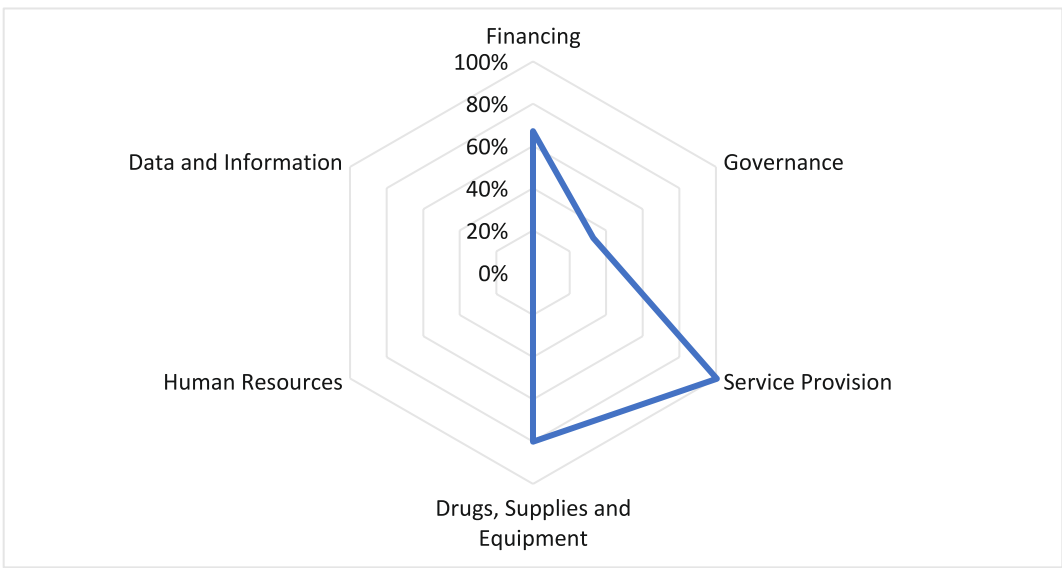 Financing
100%
80%
60%
40%
20%
0%
Data and Information
Governance
Human Resources
Service Provision
Drugs, Supplies and
Equipment